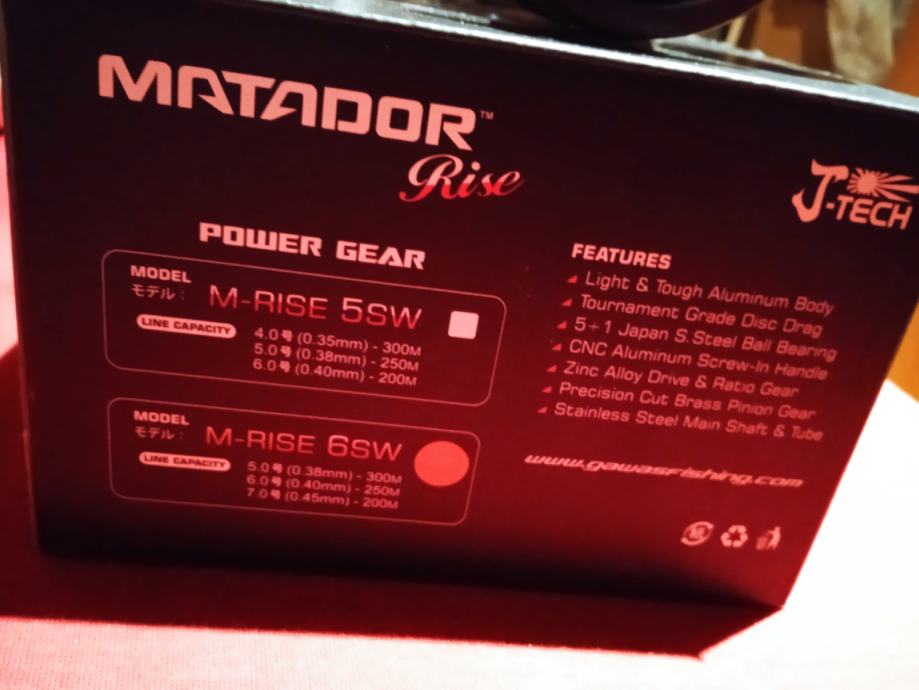 MATADOR™
Rise
J-TECH
POWER GEAR
MODEL
モデル：
M-RISE 5SW
LINE CAPACITY
4.0号 (0.35mm) - 300M
5.0号 (0.38mm) - 250M
6.0号 (0.40mm) - 200M
MODEL
モデル：
M-RISE 6SW
LINE CAPACITY
5.0号 (0.38mm) - 300M
6.0号 (0.40mm) - 250M
7.0号 (0.45mm) - 200M
FEATURES
Light & Tough Aluminum Body
Tournament Grade Disc Drag
5+1 Japan S.Steel Ball Bearing
CNC Aluminum Screw-In Handle
Zinc Alloy Drive & Ratio Gear
Precision Cut Brass Pinion Gear
Stainless Steel Main Shaft & Tube
www.gawasfishing.com